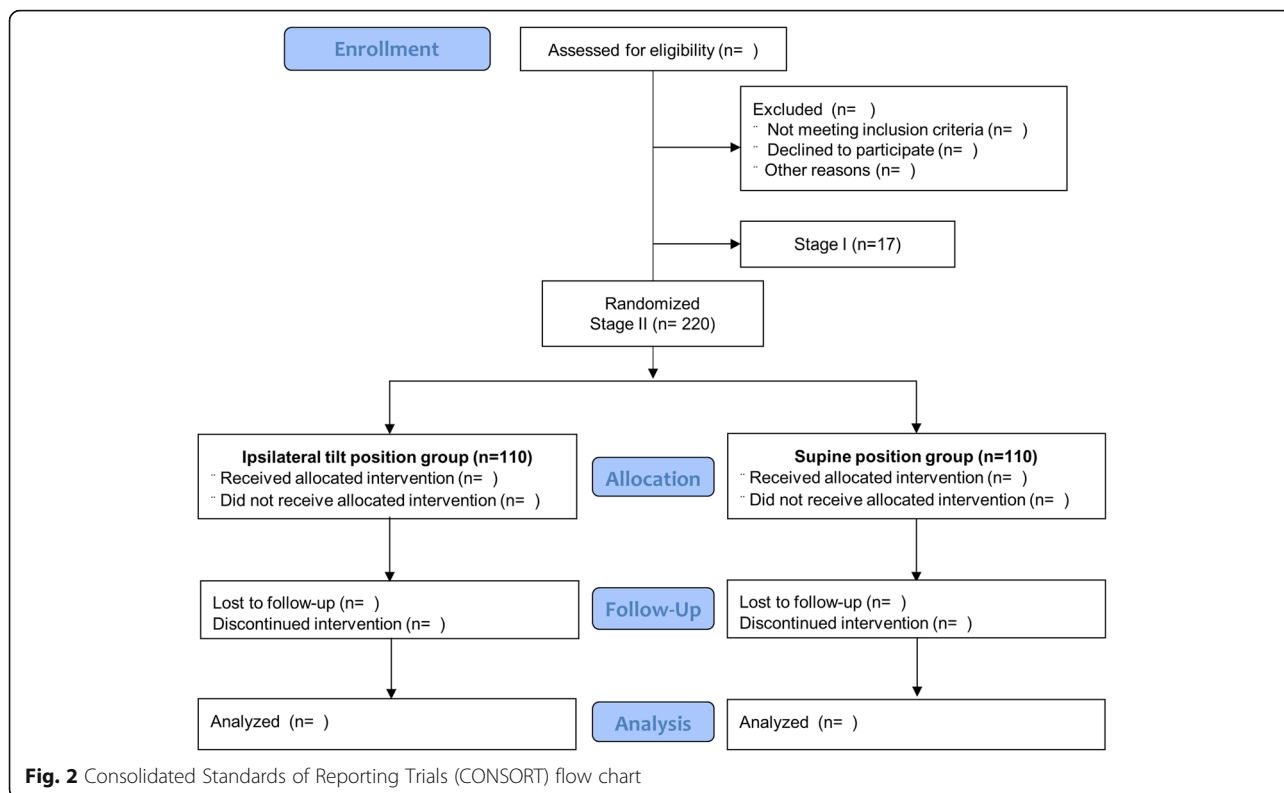 Enrollment
Assessed for eligibility (n= )
Excluded (n= )
¨ Not meeting inclusion criteria (n= )
¨ Declined to participate (n= )
¨ Other reasons (n= )
Stage I (n=17)
Randomized
Stage II (n= 220)
Ipsilateral tilt position group (n=110)
¨ Received allocated intervention (n= )
¨ Did not receive allocated intervention (n= )
Allocation
Supine position group (n=110)
¨ Received allocated intervention (n= )
¨ Did not receive allocated intervention (n= )
Lost to follow-up (n= )
Discontinued intervention (n= )
Follow-Up
Lost to follow-up (n= )
Discontinued intervention (n= )
Analyzed (n= )
Analysis
Analyzed (n= )
Fig. 2 Consolidated Standards of Reporting Trials (CONSORT) flow chart